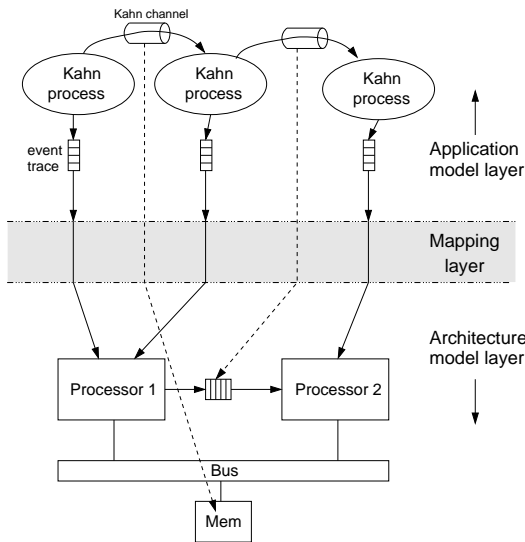 Kahn channel
Kahn
process
Kahn
process
Kahn
process
event
trace
Application
model layer
Mapping
layer
Architecture
model layer
Processor 1
Processor 2
Bus
Mem